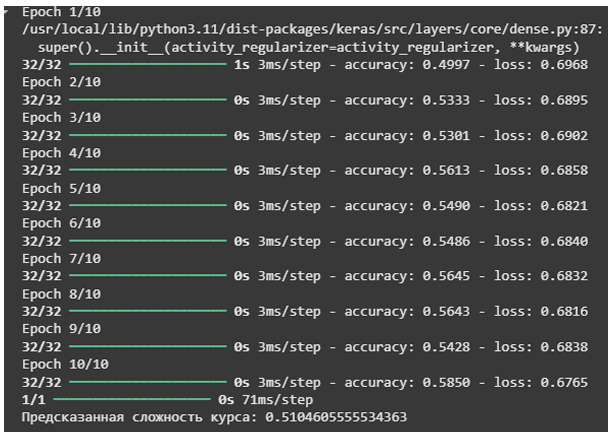 Epoch 1/10
/usr/local/lib/python3.11/dist-packages/keras/src/layers/core/dense.py:87:
super().__init__(activity_regularizer=activity_regularizer, **kwargs)
32/32 ━━━━━━━━━━━━━━━━━━━━ 1s 3ms/step - accuracy: 0.4997 - loss: 0.6968
Epoch 2/10
32/32 ━━━━━━━━━━━━━━━━━━━━ 0s 3ms/step - accuracy: 0.5333 - loss: 0.6895
Epoch 3/10
32/32 ━━━━━━━━━━━━━━━━━━━━ 0s 3ms/step - accuracy: 0.5301 - loss: 0.6902
Epoch 4/10
32/32 ━━━━━━━━━━━━━━━━━━━━ 0s 3ms/step - accuracy: 0.5613 - loss: 0.6858
Epoch 5/10
32/32 ━━━━━━━━━━━━━━━━━━━━ 0s 3ms/step - accuracy: 0.5490 - loss: 0.6821
Epoch 6/10
32/32 ━━━━━━━━━━━━━━━━━━━━ 0s 3ms/step - accuracy: 0.5486 - loss: 0.6840
Epoch 7/10
32/32 ━━━━━━━━━━━━━━━━━━━━ 0s 3ms/step - accuracy: 0.5645 - loss: 0.6832
Epoch 8/10
32/32 ━━━━━━━━━━━━━━━━━━━━ 0s 3ms/step - accuracy: 0.5643 - loss: 0.6816
Epoch 9/10
32/32 ━━━━━━━━━━━━━━━━━━━━ 0s 3ms/step - accuracy: 0.5428 - loss: 0.6838
Epoch 10/10
32/32 ━━━━━━━━━━━━━━━━━━━━ 0s 3ms/step - accuracy: 0.5850 - loss: 0.6765
1/1 ━━━━━━━━━━━━━━━━━━━━ 0s 71ms/step
Предсказанная сложность курса: 0.5104605555534363